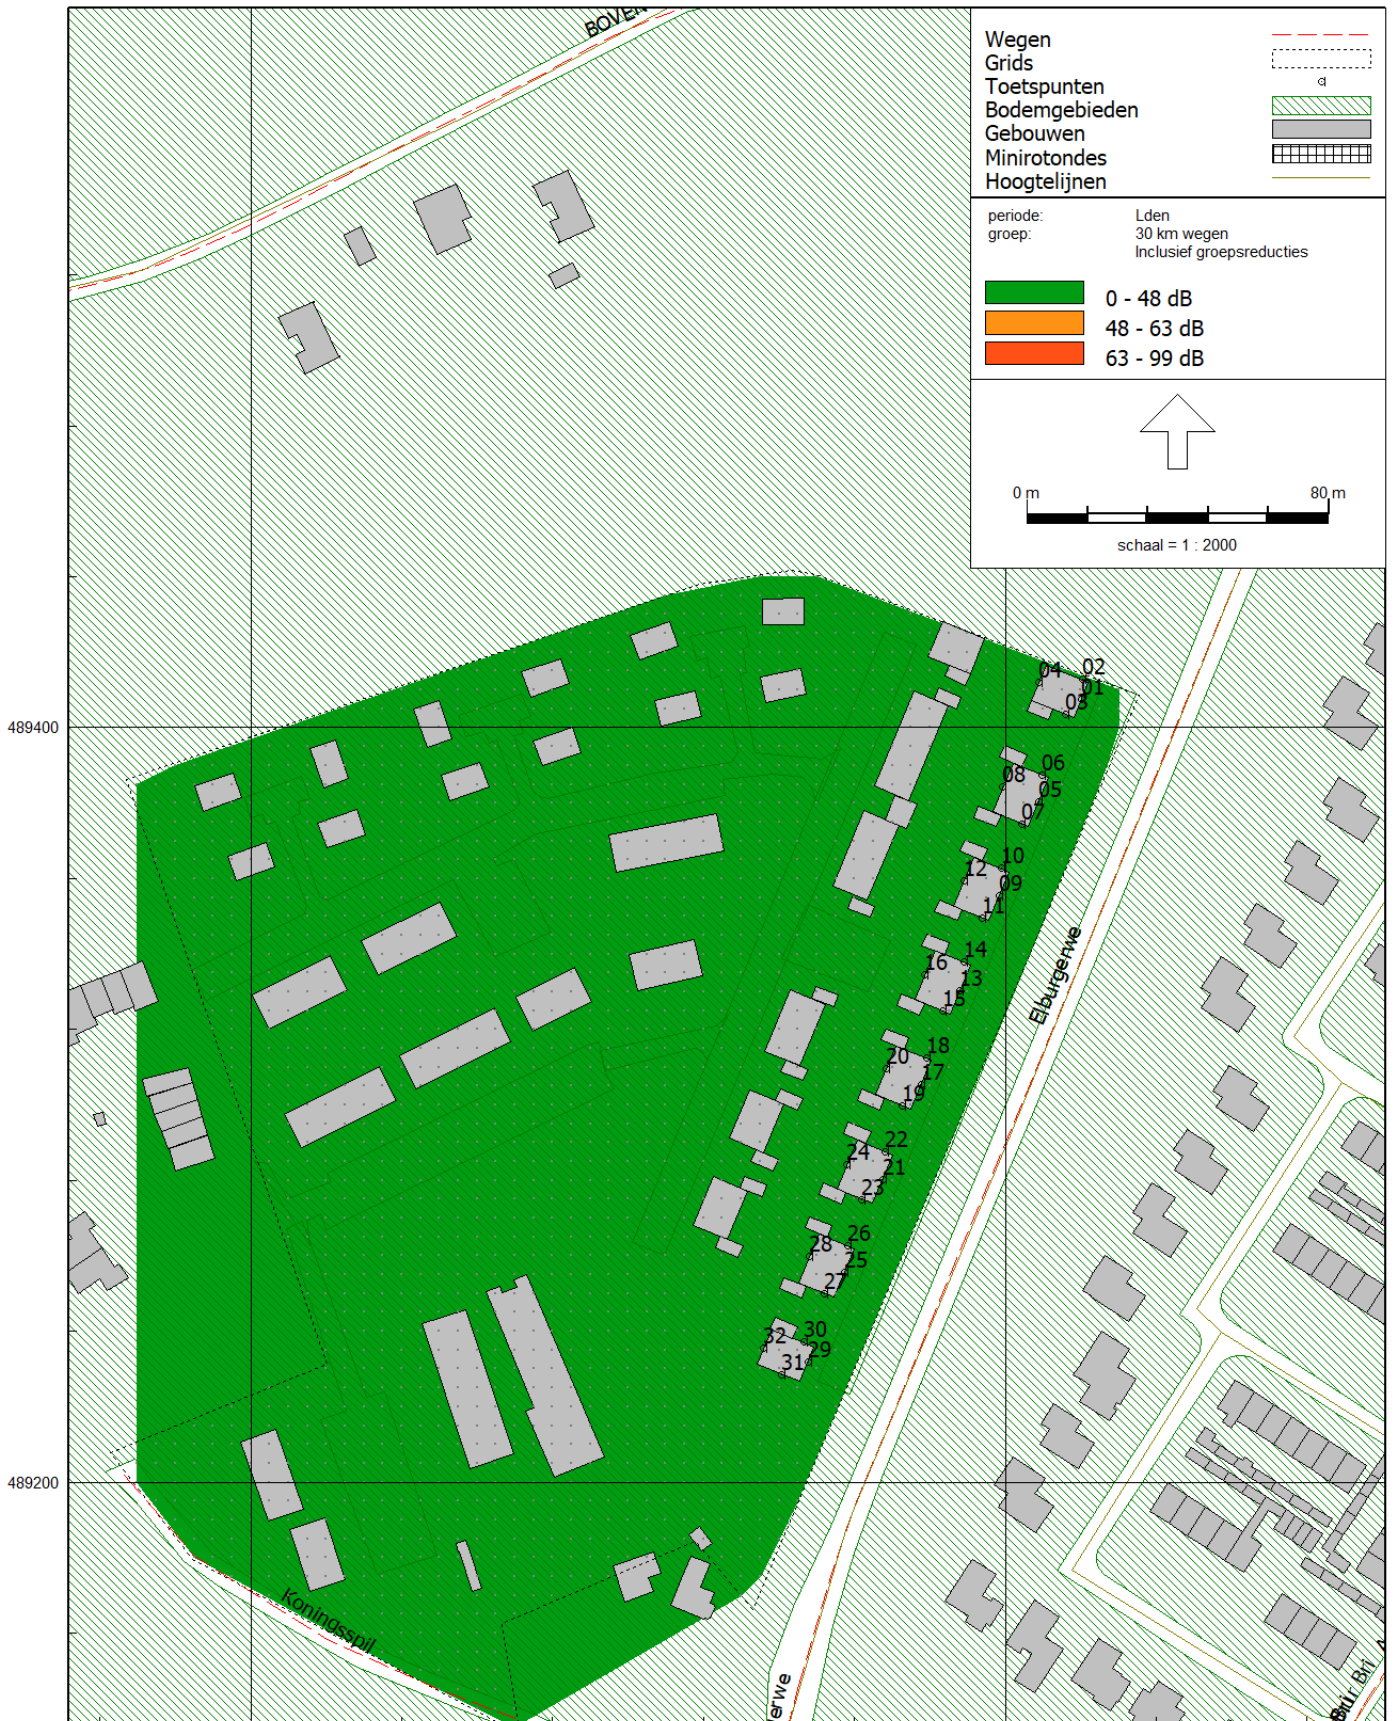 BOVEN
Wegen
Grids
Toetspunten
Bodemgebieden
Gebouwen
Minirotondes
Hoogtelijnen
periode: Lden
groep: 30 km wegen
Inclusief groepsreducties
0 - 48 dB
48 - 63 dB
63 - 99 dB
0 m 80 m
schaal = 1 : 2000
02
04
01
03
489400
06
08
05
07
10
12
09
11
14
16
13
15
Elburgerwe
18
20
17
19
22
24
21
23
26
28
25
27
30
32
29
31
489200
Koningsspil
erwe
Bri